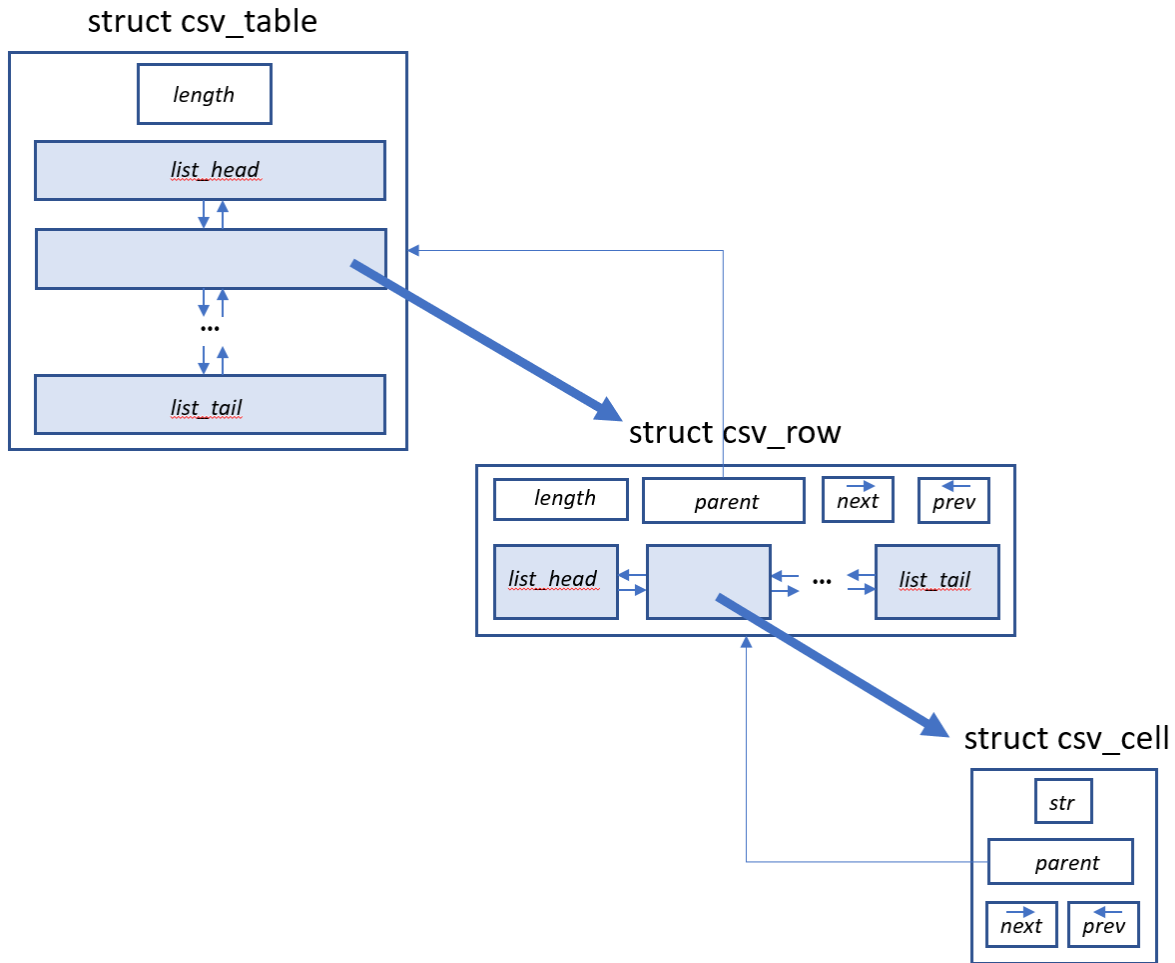 struct csv_table
length
list_head
...
list_tail
struct csv_row
length parent next prev
list_head ... list_tail
struct csv_cell
str
parent
next prev